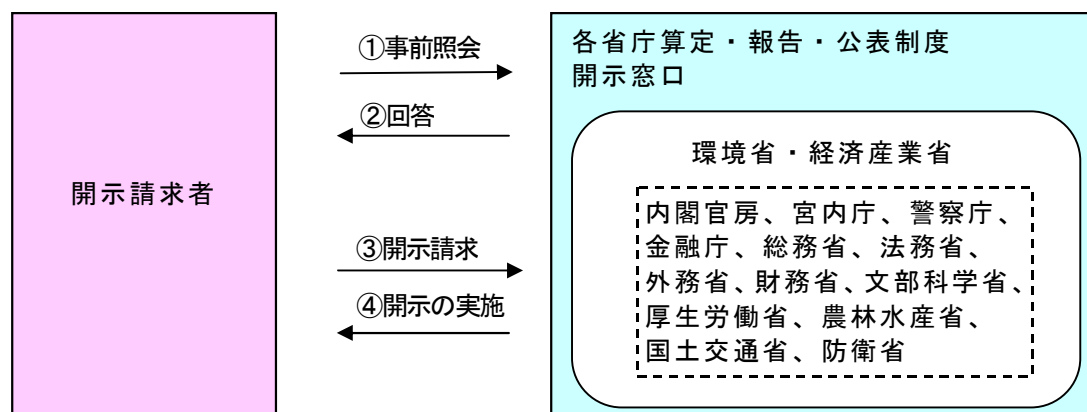 開示請求者
①事前照会
②回答
③開示請求
④開示の実施
各省庁算定・報告・公表制度
開示窓口
環境省・経済産業省
内閣官房、宮内庁、警察庁、
金融庁、総務省、法務省、
外務省、財務省、文部科学省、
厚生労働省、農林水産省、
国土交通省、防衛省